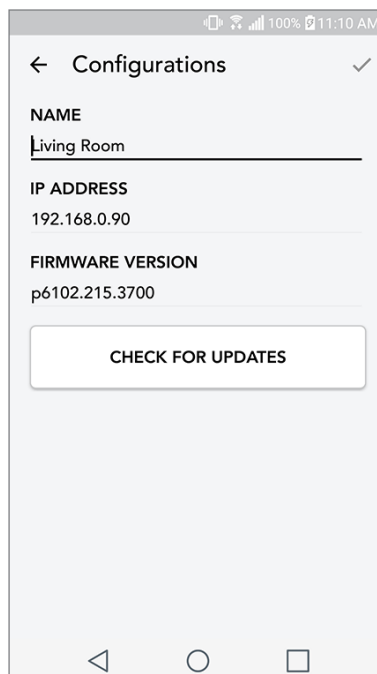 100% 11:10 AM
Configurations
NAME
Living Room
IP ADDRESS
192.168.0.90
FIRMWARE VERSION
p6102.215.3700
CHECK FOR UPDATES